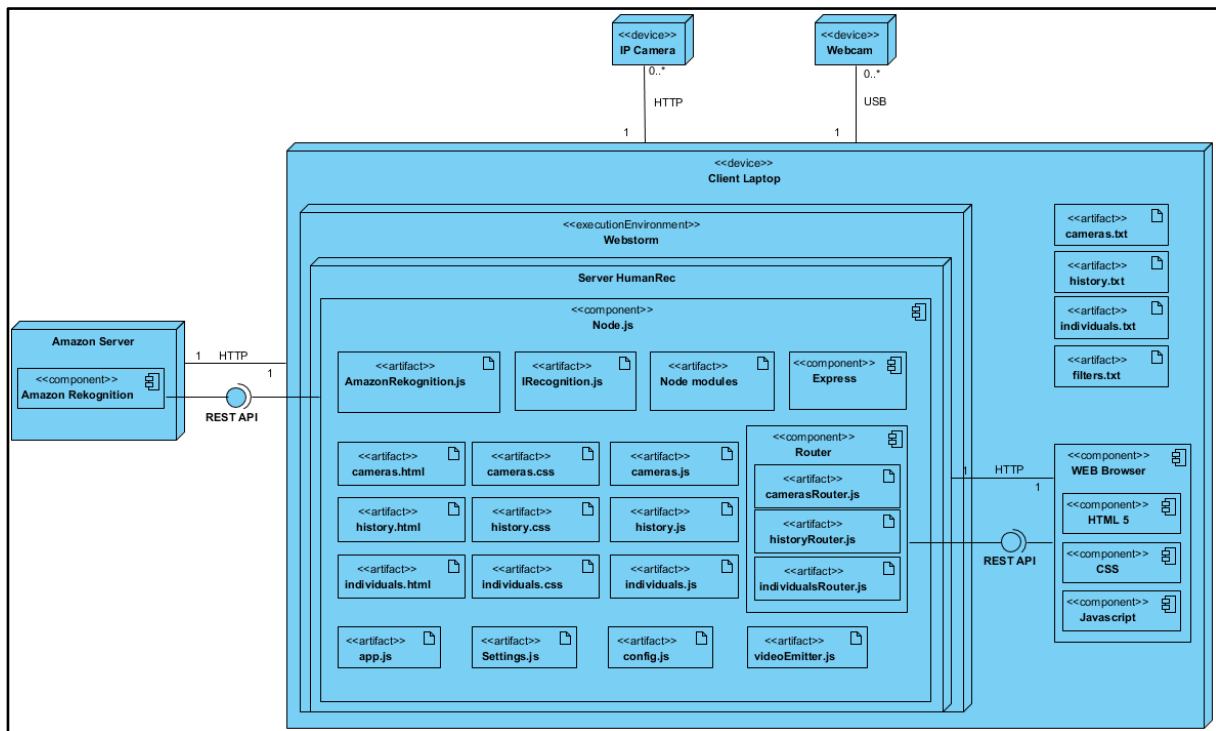 <<device>>
IP Camera
0..*
HTTP
1
<<device>>
Webcam
0..*
USB
1
<<device>>
Client Laptop
<<executionEnvironment>>
Webstorm
Server HumanRec
<<component>>
Node.js
<<artifact>>
AmazonRekognition.js
<<artifact>>
IRecognition.js
<<artifact>>
Node modules
<<component>>
Express
<<artifact>>
cameras.html
<<artifact>>
cameras.css
<<artifact>>
cameras.js
<<artifact>>
history.html
<<artifact>>
history.css
<<artifact>>
history.js
<<artifact>>
individuals.html
<<artifact>>
individuals.css
<<artifact>>
individuals.js
<<component>>
Router
<<artifact>>
camerasRouter.js
<<artifact>>
historyRouter.js
<<artifact>>
individualsRouter.js
<<artifact>>
app.js
<<artifact>>
Settings.js
<<artifact>>
config.js
<<artifact>>
videoEmitter.js
Amazon Server
<<component>>
Amazon Rekognition
1
HTTP
1
REST API
<<artifact>>
cameras.txt
<<artifact>>
history.txt
<<artifact>>
individuals.txt
<<artifact>>
filters.txt
1
HTTP
1
REST API
<<component>>
WEB Browser
<<component>>
HTML 5
<<component>>
CSS
<<component>>
Javascript